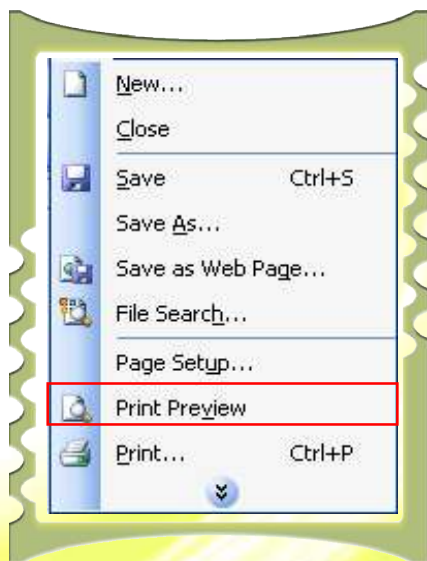 New...
Close
Save Ctrl+S
Save As...
Save as Web Page...
File Search...
Page Setup...
Print Preview
Print... Ctrl+P